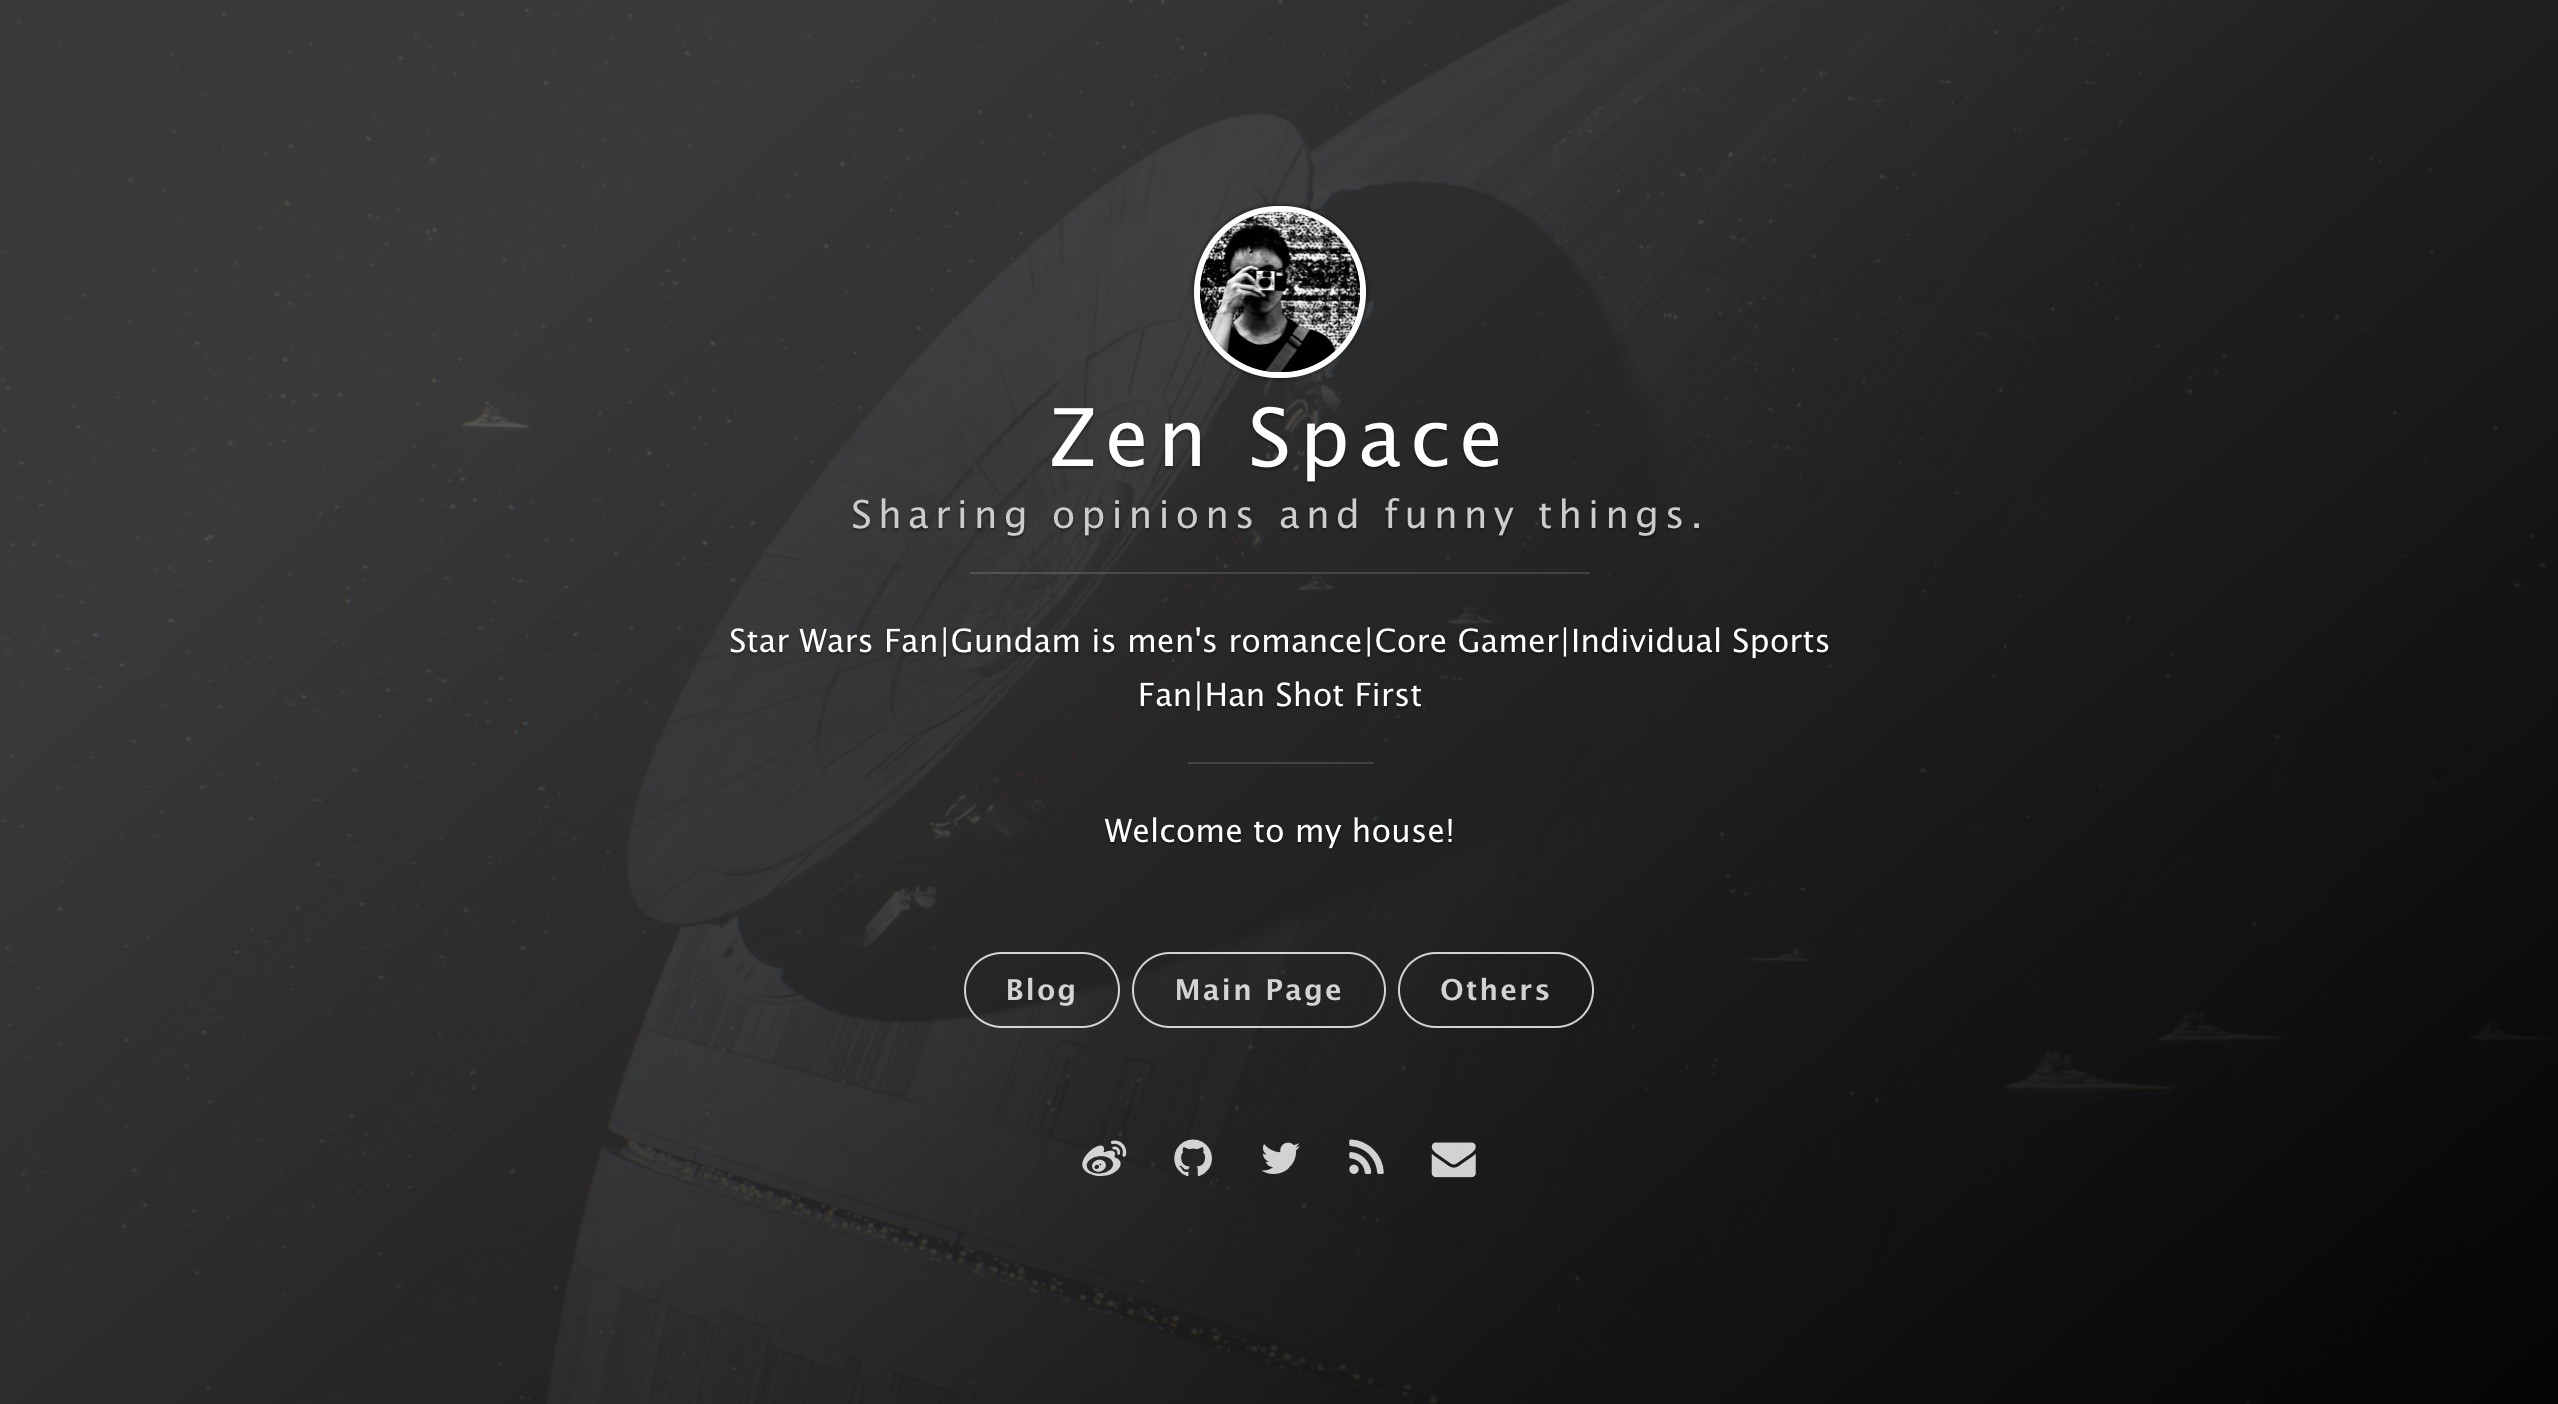 Zen Space
Sharing opinions and funny things.
Star Wars Fan|Gundam is men's romance|Core Gamer|Individual Sports
Fan|Han Shot First
Welcome to my house!
Blog
Main Page
Others